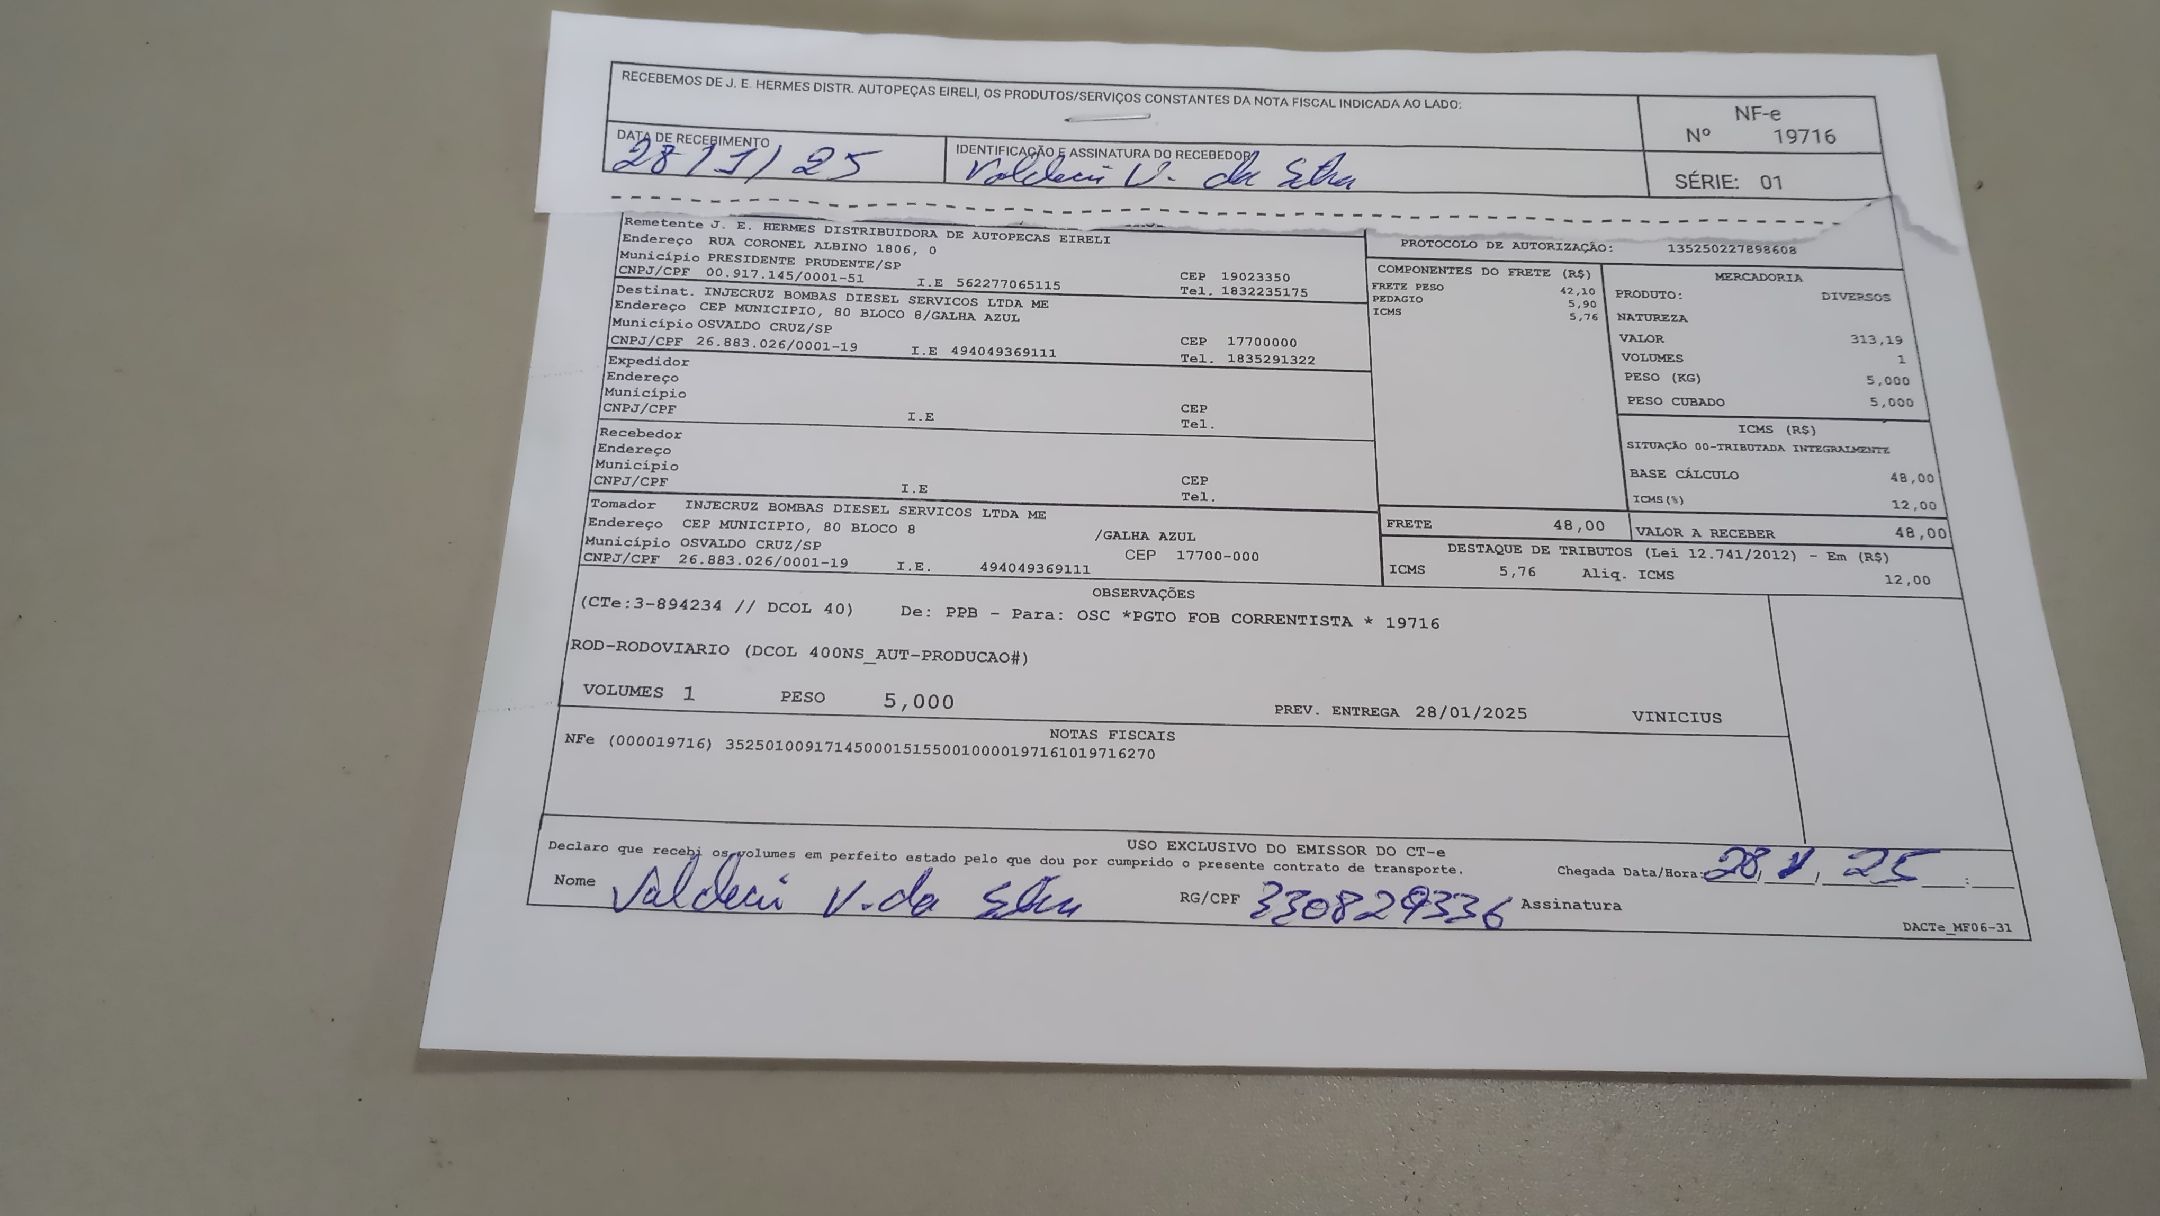 RECEBEMOS DE J. E. HERMES DISTR. AUTOPEÇAS EIRELI, OS PRODUTOS/SERVIÇOS CONSTANTES DA NOTA FISCAL INDICADA AO LADO:
NF-e
Nº 19716
SÉRIE: 01
DATA DE RECEBIMENTO
28/1/25
IDENTIFICAÇÃO E ASSINATURA DO RECEBEDOR
Valdeci V. da Silva
Remetente J. E. HERMES DISTRIBUIDORA DE AUTOPECAS EIRELI
Endereço RUA CORONEL ALBINO 1806, 0
Município PRESIDENTE PRUDENTE/SP
CEP 19023350
CNPJ/CPF 00.917.145/0001-51 I.E 562277065115 Tel. 1832235175
Destinat. INJECRUZ BOMBAS DIESEL SERVICOS LTDA ME
Endereço CEP MUNICIPIO, 80 BLOCO 8/GALHA AZUL
Município OSVALDO CRUZ/SP
CEP 17700000
CNPJ/CPF 26.883.026/0001-19 I.E 494049369111 Tel. 1835291322
Expedidor
Endereço
Município
CEP
CNPJ/CPF I.E Tel.
Recebedor
Endereço
Município
CEP
CNPJ/CPF I.E Tel.
Tomador INJECRUZ BOMBAS DIESEL SERVICOS LTDA ME
Endereço CEP MUNICIPIO, 80 BLOCO 8 /GALHA AZUL
Município OSVALDO CRUZ/SP CEP 17700-000
CNPJ/CPF 26.883.026/0001-19 I.E. 494049369111
PROTOCOLO DE AUTORIZAÇÃO: 135250227898608
COMPONENTES DO FRETE (R$)
FRETE PESO 42,10
PEDAGIO 5,90
ICMS 5,76
MERCADORIA
PRODUTO: DIVERSOS
NATUREZA
VALOR 313,19
VOLUMES 1
PESO (KG) 5,000
PESO CUBADO 5,000
ICMS (R$)
SITUAÇÃO 00-TRIBUTADA INTEGRALMENTE
BASE CÁLCULO 48,00
ICMS(%) 12,00
FRETE 48,00
VALOR A RECEBER 48,00
DESTAQUE DE TRIBUTOS (Lei 12.741/2012) - Em (R$)
ICMS 5,76 Aliq. ICMS 12,00
OBSERVAÇÕES
(CTe:3-894234 // DCOL 40) De: PPB - Para: OSC *PGTO FOB CORRENTISTA * 19716
ROD-RODOVIARIO (DCOL 400NS_AUT-PRODUCAO#)
VOLUMES 1 PESO 5,000 PREV. ENTREGA 28/01/2025 VINICIUS
NOTAS FISCAIS
NFe (000019716) 35250100917145000151550010000197161019716270
USO EXCLUSIVO DO EMISSOR DO CT-e
Declaro que recebi os volumes em perfeito estado pelo que dou por cumprido o presente contrato de transporte.
Chegada Data/Hora: 28, 1, 25 :
Nome Valdeci V. da Silva RG/CPF 330829336 Assinatura
DACTe_MF06-31